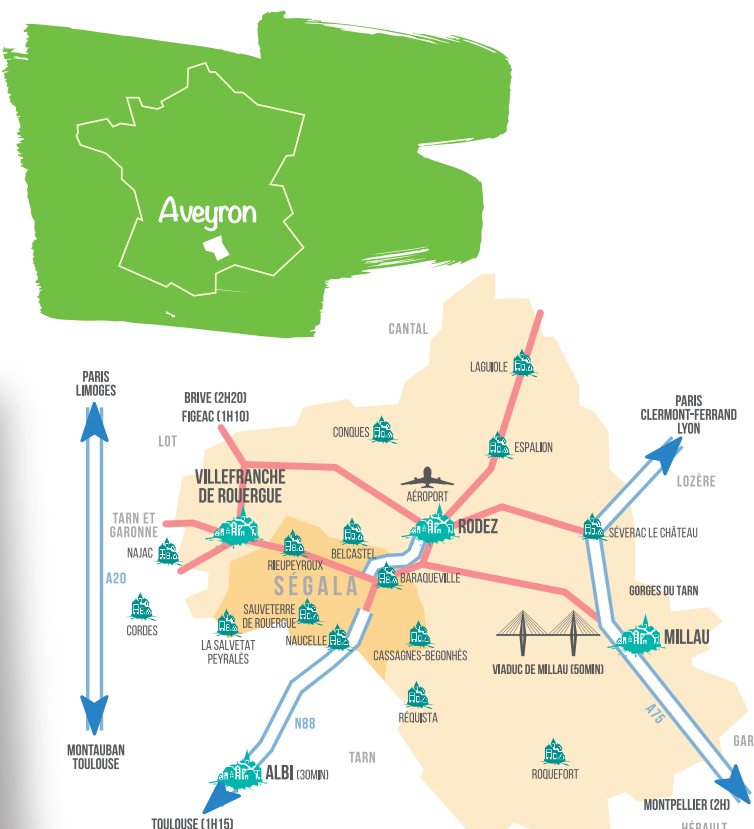 Aveyron
CANTAL
PARIS
LIMOGES
LAGUIOLE
BRIVE (2H20)
FIGEAC (1H10)
PARIS
CLERMONT-FERRAND
LYON
LOT
CONQUES
ESPALION
VILLEFRANCHE
DE ROUERGUE
AÉROPORT
LOZÈRE
TARN ET
GARONNE
RODEZ
SÉVERAC LE CHÂTEAU
NAJAC
RIEUPEYROUX
BELCASTEL
A20
SÉGALA
BARAQUEVILLE
GORGES DU TARN
CORDES
SAUVETERRE
DE ROUERGUE
LA SALVETAT
PEYRALÈS
NAUCELLE
CASSAGNES-BEGONHÈS
MILLAU
VIADUC DE MILLAU (50MIN)
RÉQUISTA
N88
A75
GAR
MONTAUBAN
TOULOUSE
TARN
ROQUEFORT
ALBI (30MIN)
MONTPELLIER (2H)
TOULOUSE (1H15)
HÉRAULT